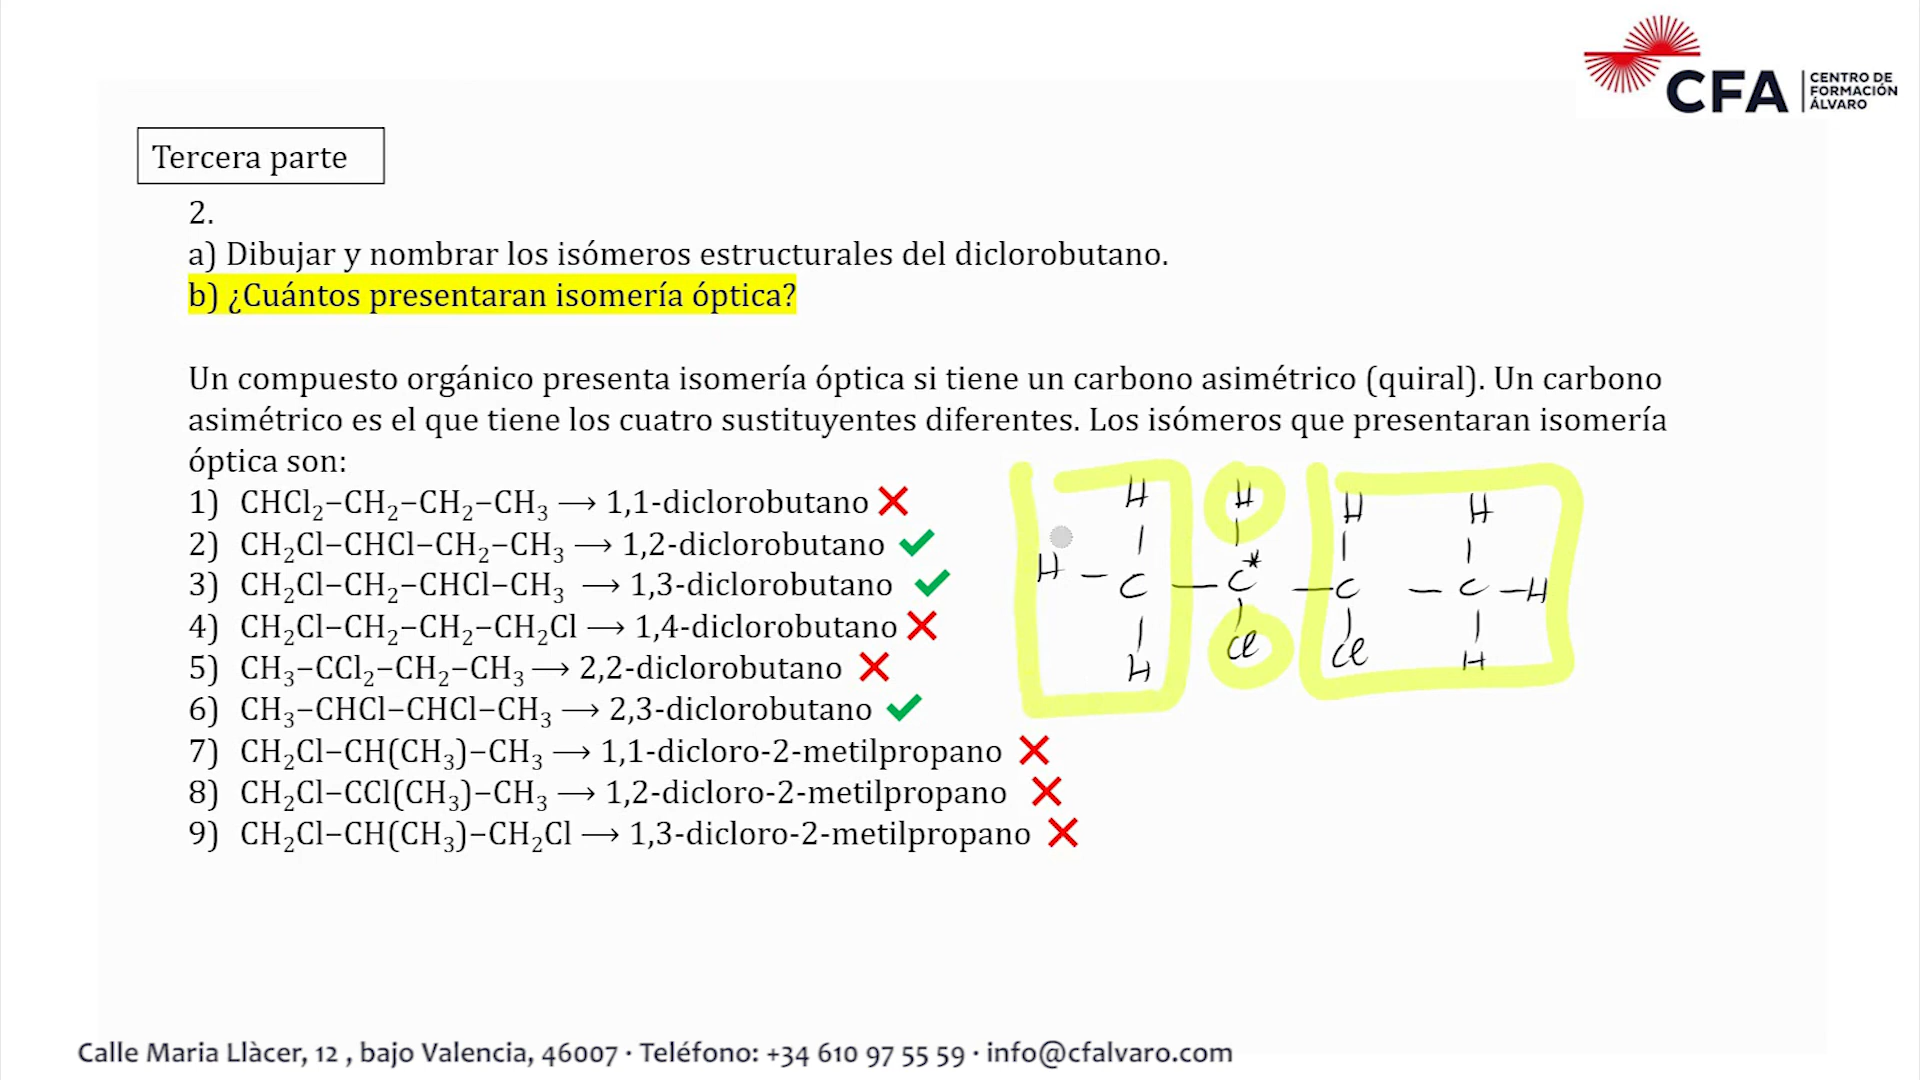 CFA
CENTRO DE
FORMACIÓN
ÁLVARO
Tercera parte
2.
a) Dibujar y nombrar los isómeros estructurales del diclorobutano.
b) ¿Cuántos presentaran isomería óptica?
Un compuesto orgánico presenta isomería óptica si tiene un carbono asimétrico (quiral). Un carbono
asimétrico es el que tiene los cuatro sustituyentes diferentes. Los isómeros que presentaran isomería
óptica son:
1) CHCl₂−CH₂−CH₂−CH₃ ⟶ 1,1-diclorobutano ❌
2) CH₂Cl−CHCl−CH₂−CH₃ ⟶ 1,2-diclorobutano ✔
3) CH₂Cl−CH₂−CHCl−CH₃ ⟶ 1,3-diclorobutano ✔
4) CH₂Cl−CH₂−CH₂−CH₂Cl ⟶ 1,4-diclorobutano ❌
5) CH₃−CCl₂−CH₂−CH₃ ⟶ 2,2-diclorobutano ❌
6) CH₃−CHCl−CHCl−CH₃ ⟶ 2,3-diclorobutano ✔
7) CH₂Cl−CH(CH₃)−CH₃ ⟶ 1,1-dicloro-2-metilpropano ❌
8) CH₂Cl−CCl(CH₃)−CH₃ ⟶ 1,2-dicloro-2-metilpropano ❌
9) CH₂Cl−CH(CH₃)−CH₂Cl ⟶ 1,3-dicloro-2-metilpropano ❌
H H H H
H − C − C* − C − C − H
H Cl Cl H
Calle Maria Llàcer, 12 , bajo Valencia, 46007 · Teléfono: +34 610 97 55 59 · info@cfalvaro.com